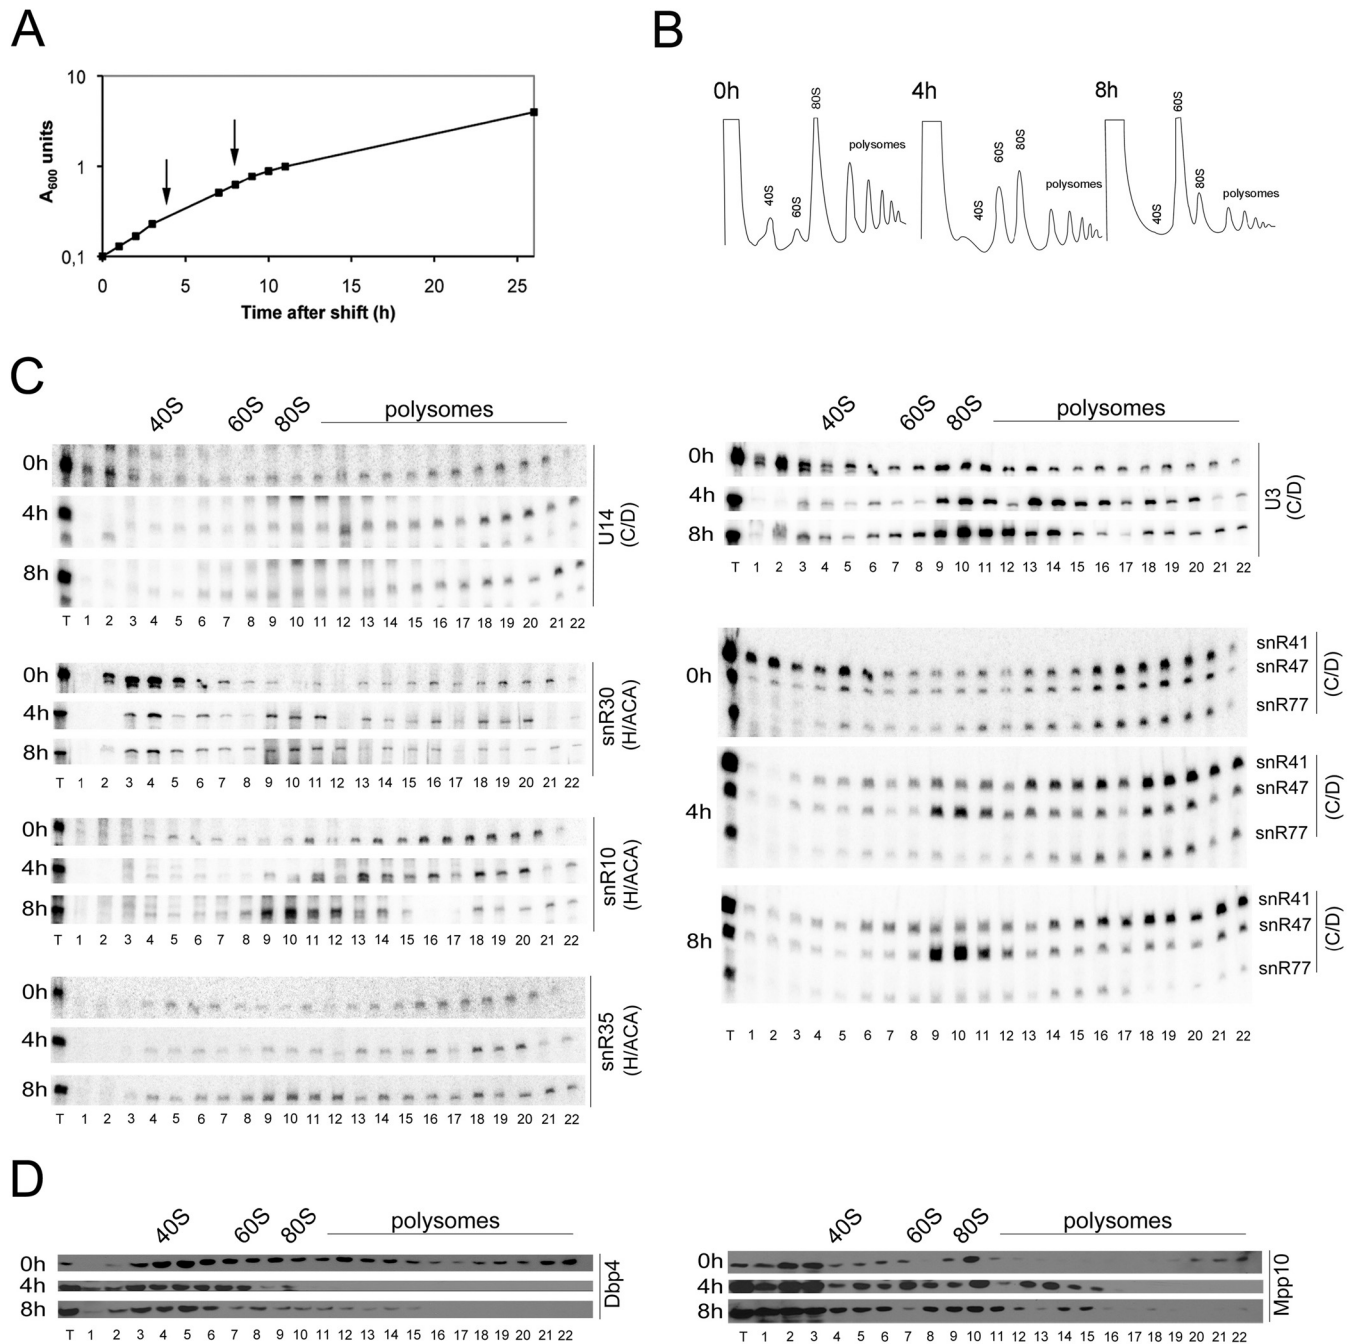 A
B
10
1
0,1
A600 units
0 5 10 15 20 25
Time after shift (h)
0h 4h 8h
40S 60S 80S polysomes
40S 60S 80S polysomes
40S 60S 80S polysomes
C
40S 60S 80S polysomes
0h
4h
8h
U14
(C/D)
T 1 2 3 4 5 6 7 8 9 10 11 12 13 14 15 16 17 18 19 20 21 22
0h
4h
8h
snR30
(H/ACA)
T 1 2 3 4 5 6 7 8 9 10 11 12 13 14 15 16 17 18 19 20 21 22
0h
4h
8h
snR10
(H/ACA)
T 1 2 3 4 5 6 7 8 9 10 11 12 13 14 15 16 17 18 19 20 21 22
0h
4h
8h
snR35
(H/ACA)
T 1 2 3 4 5 6 7 8 9 10 11 12 13 14 15 16 17 18 19 20 21 22
40S 60S 80S polysomes
0h
4h
8h
U3
(C/D)
T 1 2 3 4 5 6 7 8 9 10 11 12 13 14 15 16 17 18 19 20 21 22
0h
snR41
snR47
snR77
(C/D)
4h
snR41
snR47
snR77
(C/D)
8h
snR41
snR47
snR77
(C/D)
T 1 2 3 4 5 6 7 8 9 10 11 12 13 14 15 16 17 18 19 20 21 22
D
40S 60S 80S polysomes
0h
4h
8h
Dbp4
T 1 2 3 4 5 6 7 8 9 10 11 12 13 14 15 16 17 18 19 20 21 22
40S 60S 80S polysomes
0h
4h
8h
Mpp10
T 1 2 3 4 5 6 7 8 9 10 11 12 13 14 15 16 17 18 19 20 21 22